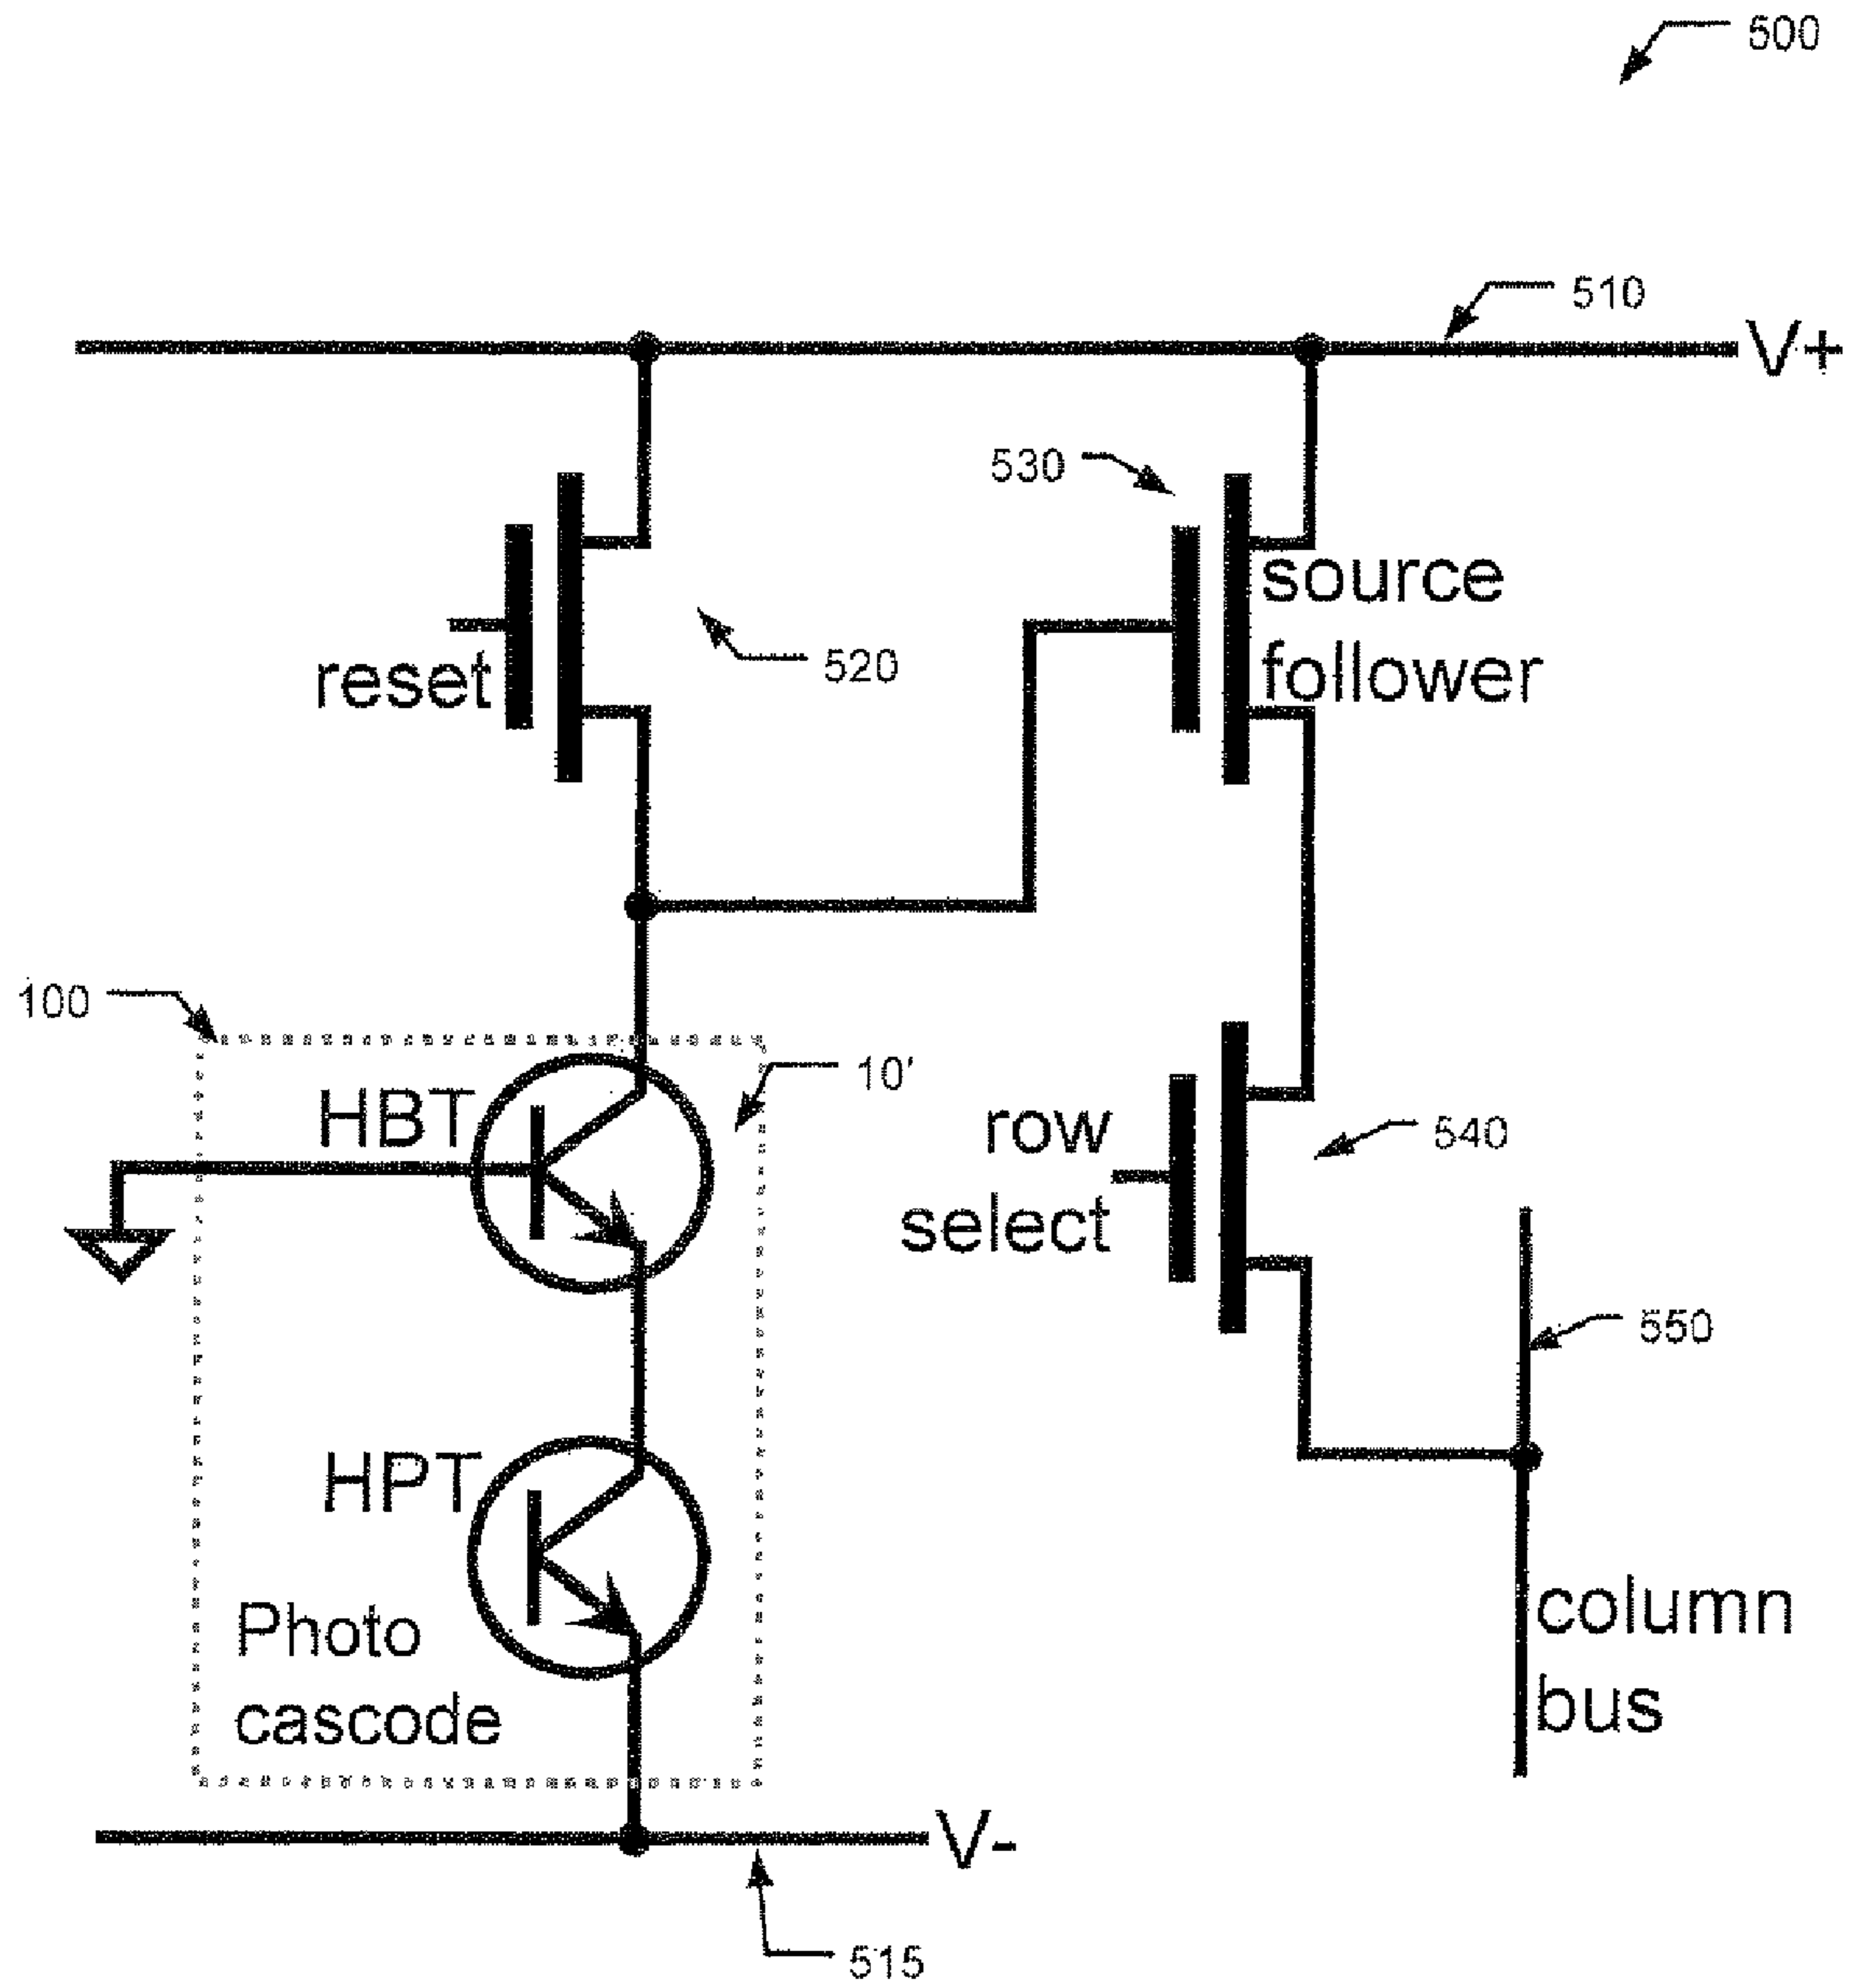 500
510
V+
530
source
follower
520
reset
100
10'
HBT
row
select
540
550
HPT
Photo
cascode
column
bus
V-
515